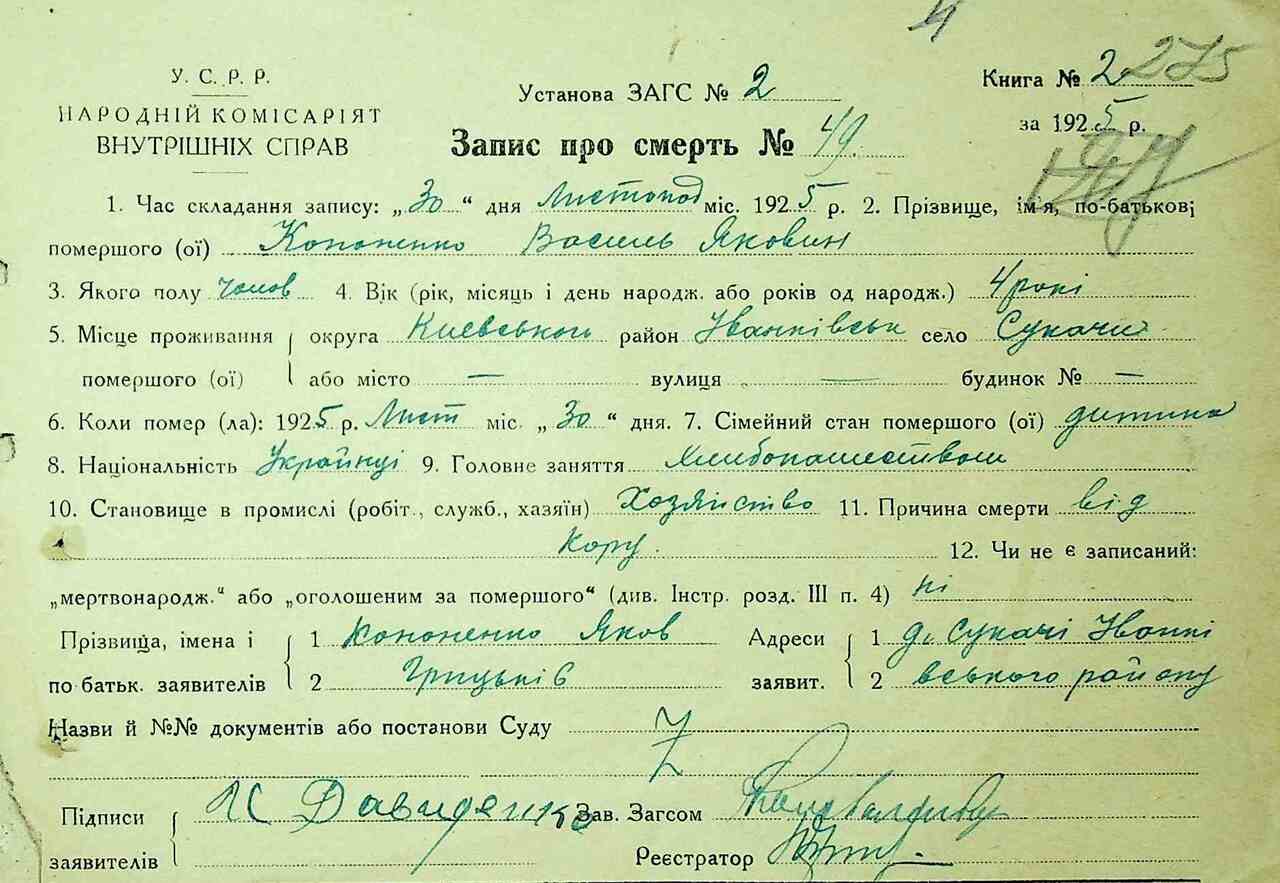 У. С. Р. Р.
НАРОДНІЙ КОМІСАРІЯТ
ВНУТРІШНІХ СПРАВ
Установа ЗАГС № 2
Запис про смерть № 49.
Книга № 2 275
за 1925 р.
1. Час складання запису: „30“ дня Листопад міс. 1925 р. 2. Прізвище, ім'я, по-батькові
помершого (ої) Кононенко Василь Яковин
3. Якого полу чолов 4. Вік (рік, місяць і день народж. або років од народж.) 4 рокі
5. Місце проживання округа Киевського район Іванківськ село Сукачи
помершого (ої) або місто — вулиця — будинок № —
6. Коли помер (ла): 1925 р. Лист міс. „30“ дня. 7. Сімейний стан помершого (ої) дитина
8. Національність Українці 9. Головне заняття Хлибопашеством
10. Становище в промислі (робіт., служб., хазяїн) Хозяйство 11. Причина смерти від
кору. 12. Чи не є записаний:
„мертвонародж.“ або „оголошеним за помершого“ (див. Інстр. розд. III п. 4) ні
Прізвища, імена і 1 Кононенко Яков Адреси 1 д. Сукачі Іванкі
по батьк. заявителів 2 Грицьків заявит. 2 вського району
Назви й №№ документів або постанови Суду
Підписи И Давиденко Зав. Загсом
заявителів Реєстратор